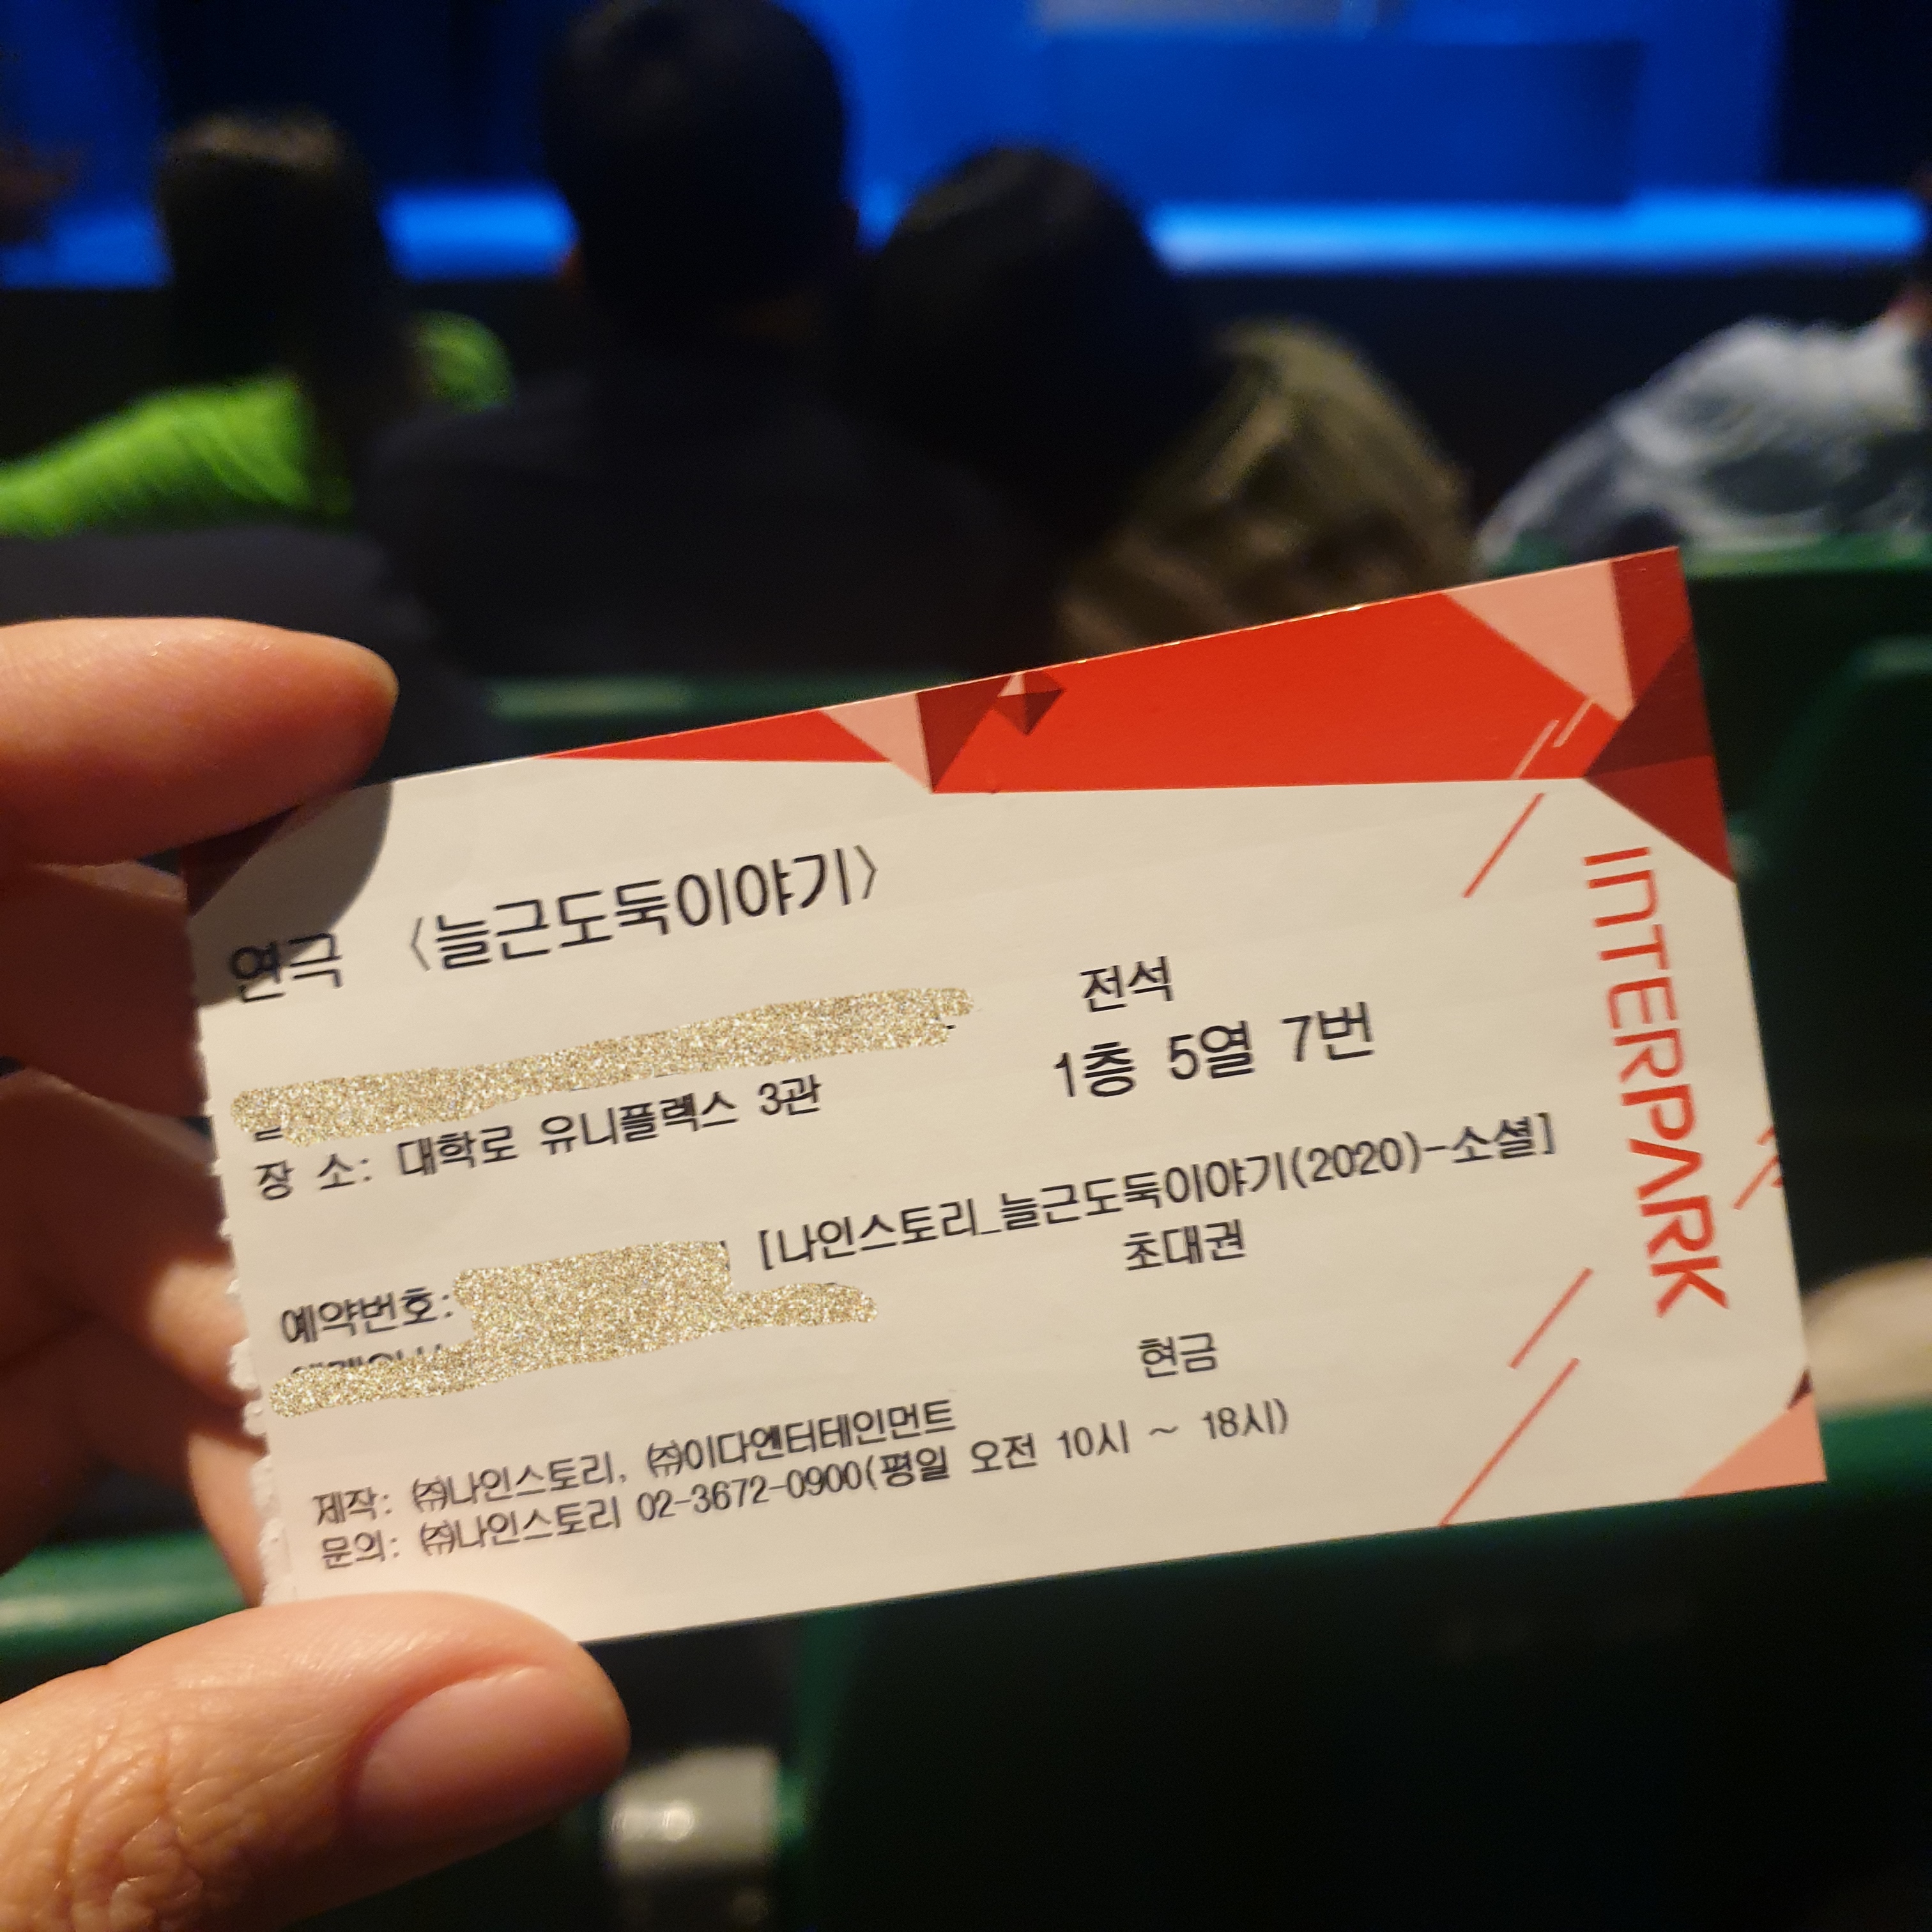 연극 〈늘근도둑이야기〉
전석
1층 5열 7번
장 소: 대학로 유니플렉스 3관
[나인스토리_늘근도둑이야기(2020)-소셜]
초대권
예약번호:
현금
제작: ㈜나인스토리, ㈜이다엔터테인먼트
문의: ㈜나인스토리 02-3672-0900(평일 오전 10시 ~ 18시)
INTERPARK